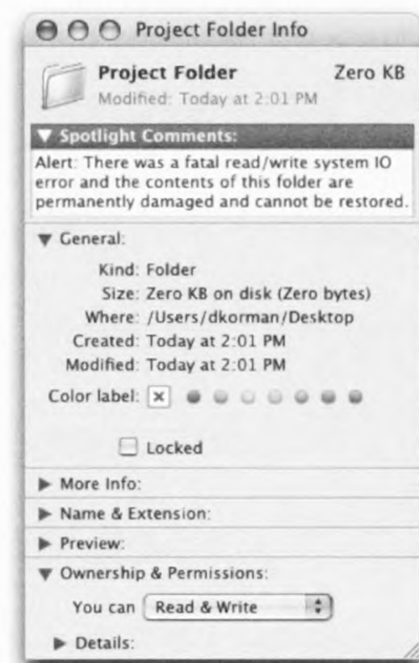 Project Folder Info
Project Folder Zero KB
Modified: Today at 2:01 PM
Spotlight Comments:
Alert: There was a fatal read/write system IO
error and the contents of this folder are
permanently damaged and cannot be restored.
General:
Kind: Folder
Size: Zero KB on disk (Zero bytes)
Where: /Users/dkorman/Desktop
Created: Today at 2:01 PM
Modified: Today at 2:01 PM
Color label:
Locked
More Info:
Name & Extension:
Preview:
Ownership & Permissions:
You can Read & Write
Details: